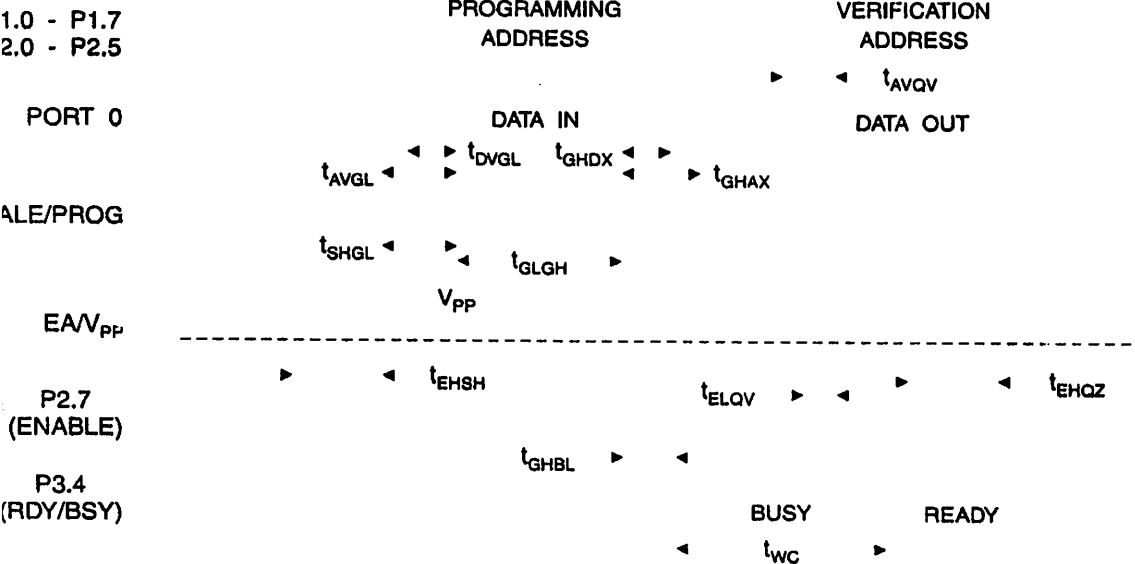 1.0 - P1.7
2.0 - P2.5
PROGRAMMING
ADDRESS
VERIFICATION
ADDRESS
tAVQV
PORT 0
DATA IN
DATA OUT
tDVGL
tGHDX
tAVGL
tGHAX
ALE/PROG
tSHGL
tGLGH
VPP
EA/VPP
tEHSH
tELQV
tEHQZ
P2.7
(ENABLE)
tGHBL
P3.4
(RDY/BSY)
BUSY
READY
tWC